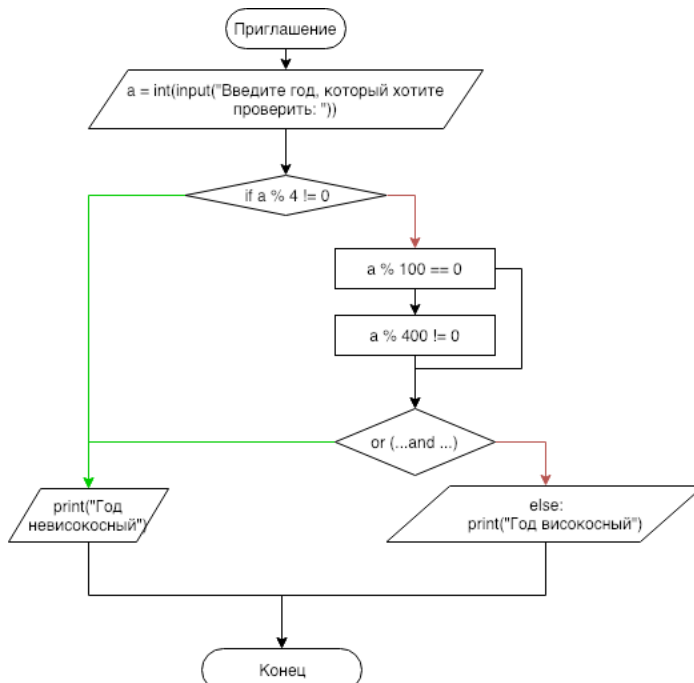 Приглашение
a = int(input("Введите год, который хотите
проверить: "))
if a % 4 != 0
a % 100 == 0
a % 400 != 0
or (...and ...)
print("Год
невисокосный")
else:
print("Год високосный")
Конец